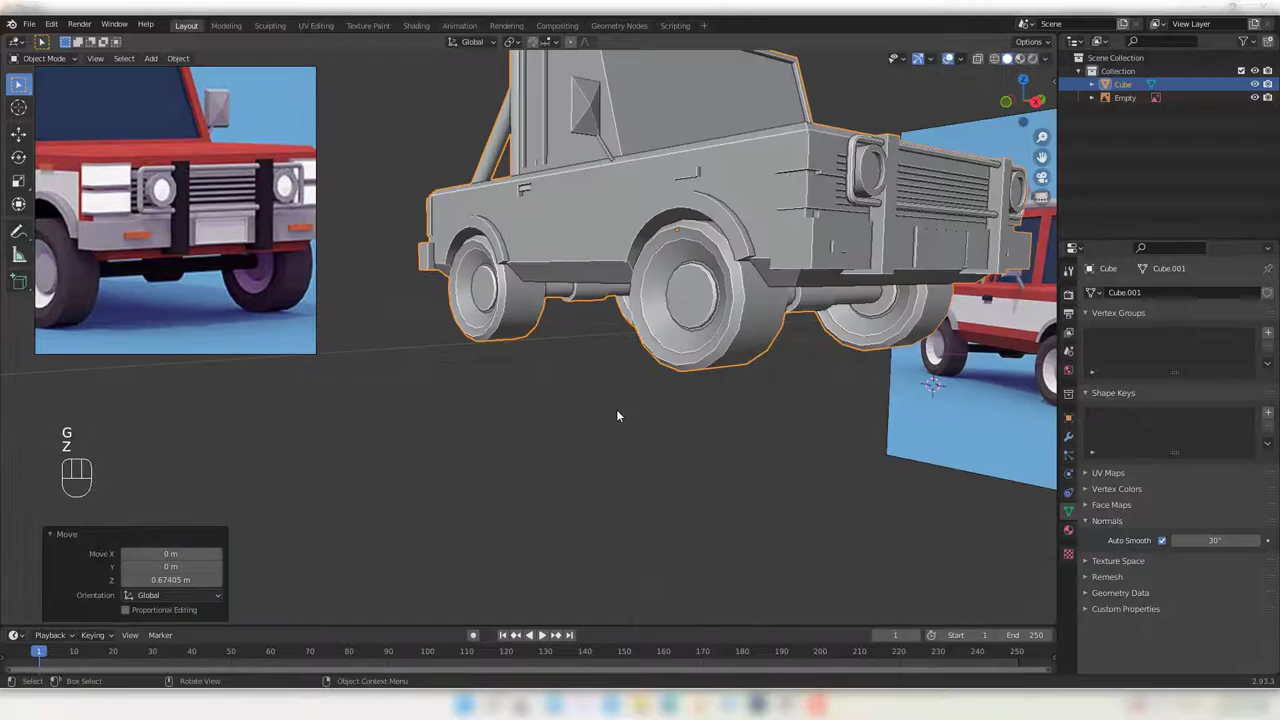 File Edit Render Window Help Layout Modeling Sculpting UV Editing Texture Paint Shading Animation Rendering Compositing Geometry Nodes Scripting + Scene View Layer
Global Options
Object Mode View Select Add Object
Scene Collection
Collection
Cube
Empty
Cube Cube.001
Cube.001
Vertex Groups
Shape Keys
UV Maps
Vertex Colors
Face Maps
Normals
Auto Smooth 30°
Texture Space
Remesh
Geometry Data
Custom Properties
G
Z
Move
Move X 0 m
Y 0 m
Z 0.67405 m
Orientation Global
Proportional Editing
Playback Keying View Marker 1 Start 1 End 250
1 10 20 30 40 50 60 70 80 90 100 110 120 130 140 150 160 170 180 190 200 210 220 230 240 250
Select Box Select Rotate View Object Context Menu 2.93.3